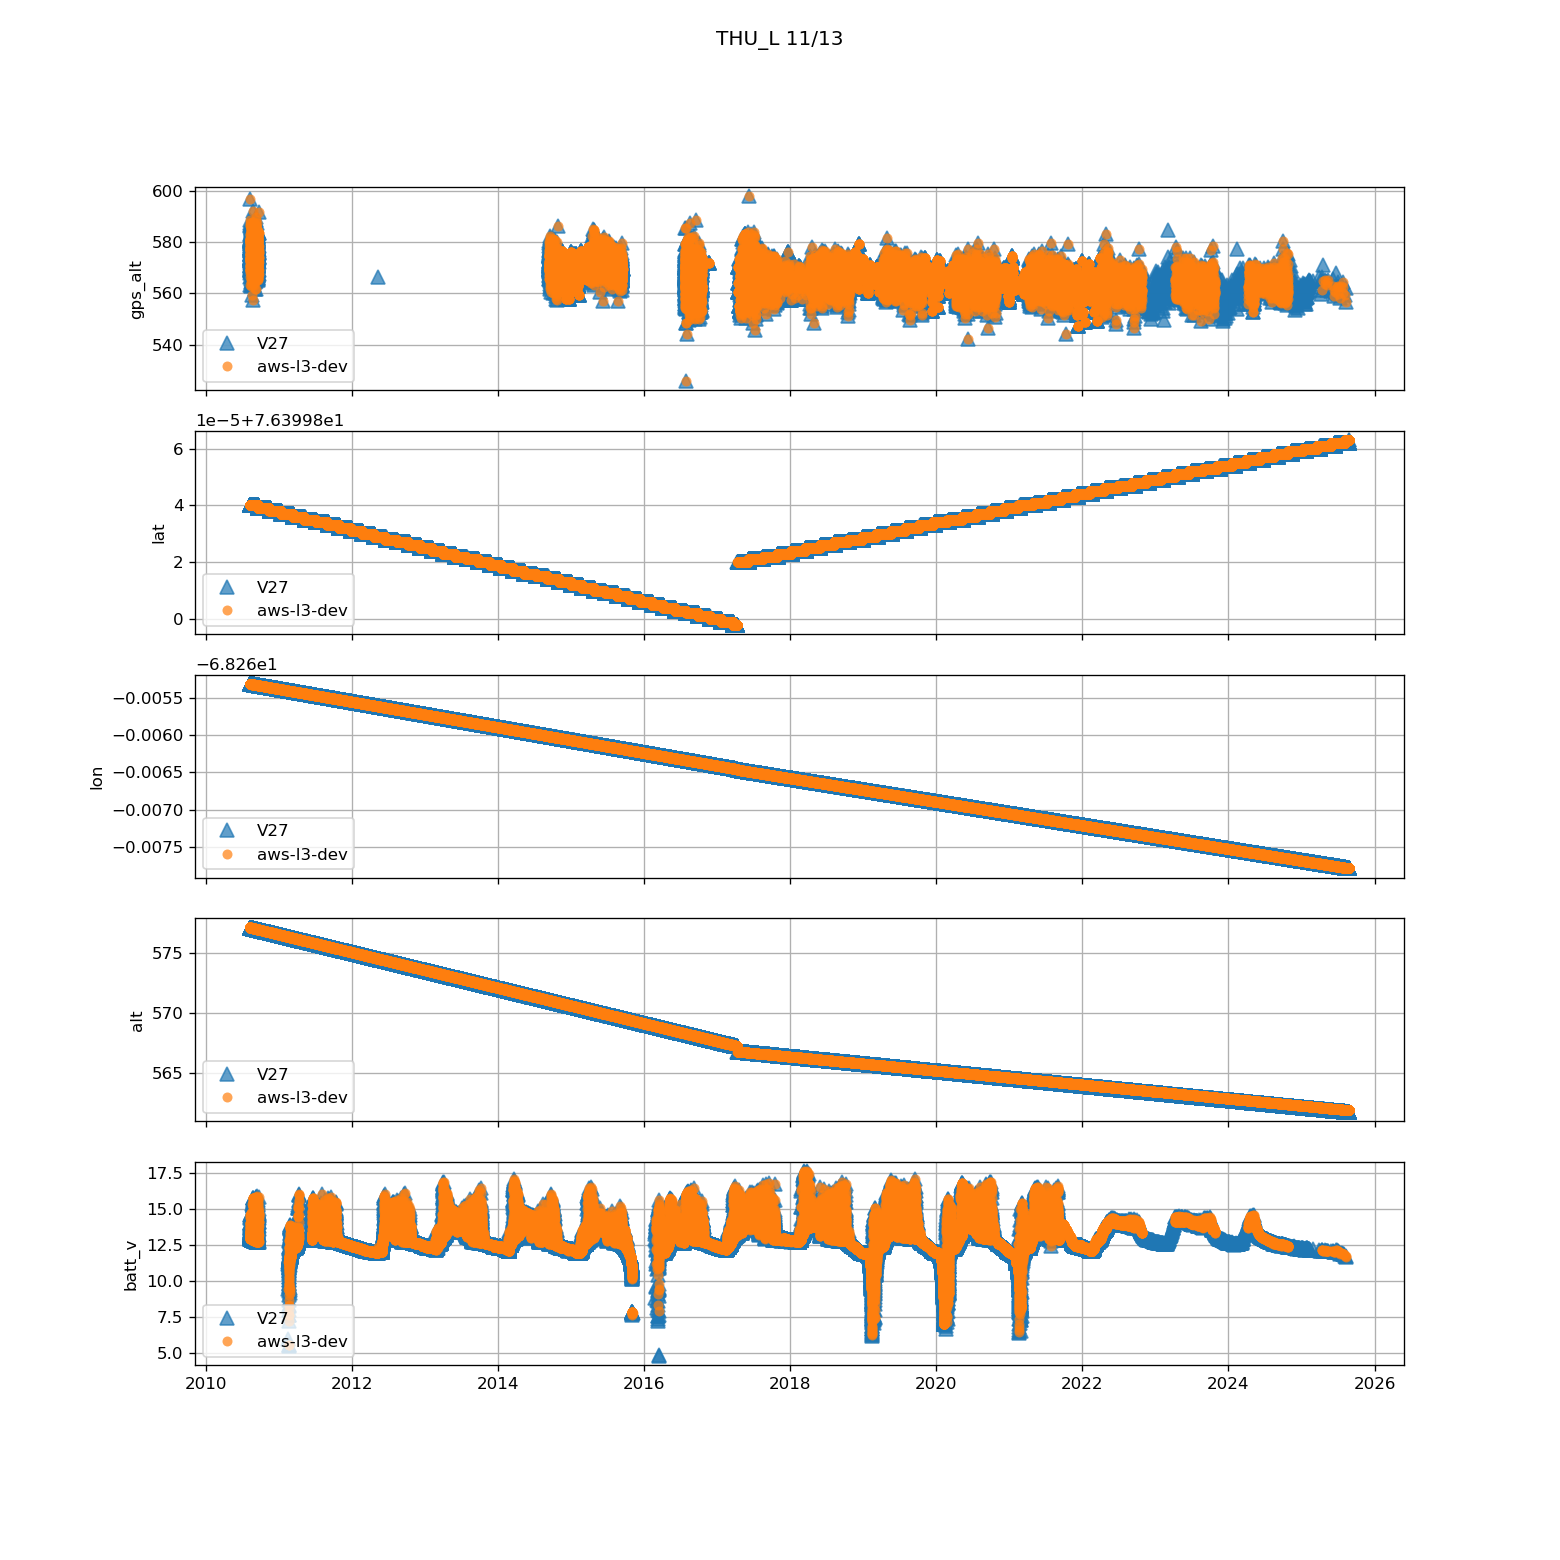 THU_L 11/13
600
580
560
540
gps_alt
V27
aws-l3-dev
1e−5+7.63998e1
6
4
2
0
lat
V27
aws-l3-dev
−6.826e1
−0.0055
−0.0060
−0.0065
−0.0070
−0.0075
lon
V27
aws-l3-dev
575
570
565
alt
V27
aws-l3-dev
17.5
15.0
12.5
10.0
7.5
5.0
batt_v
V27
aws-l3-dev
2010 2012 2014 2016 2018 2020 2022 2024 2026